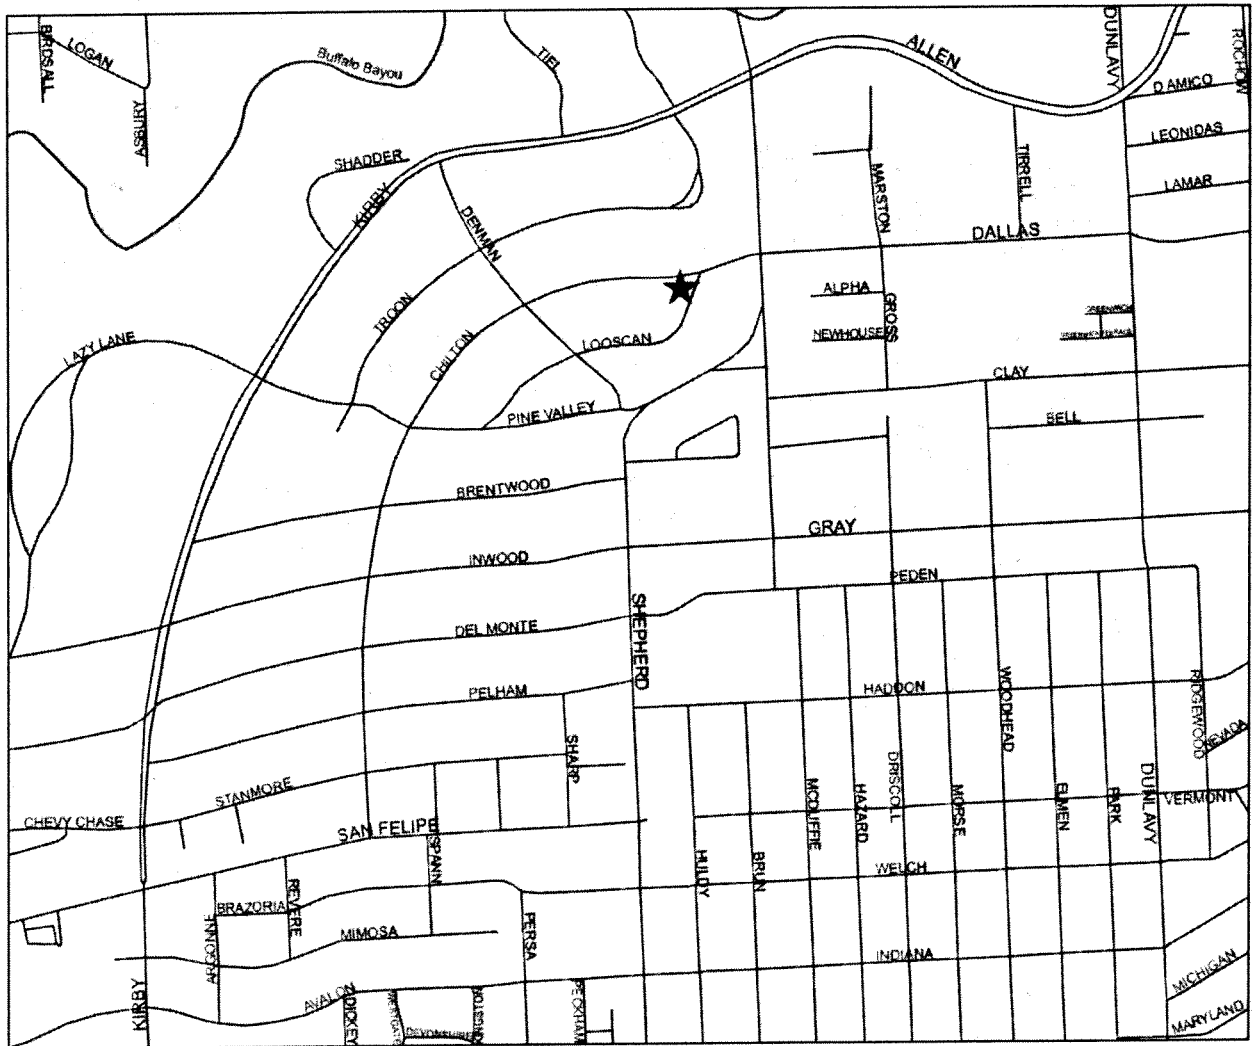 BIRDSALL
LOGAN
ASBURY
Buffalo Bayou
TIEL
ALLEN
DUNLAVY
ROCHOW
D AMICO
LEONIDAS
LAMAR
SHADDER
KIRBY
DENMAN
MARSTON
TIRRELL
DALLAS
TROON
ALPHA
GROSS
LAZY LANE
CHILTON
LOOSCAN
NEWHOUSE
GREENWICH
CLAY
PINE VALLEY
BELL
BRENTWOOD
GRAY
INWOOD
PEDEN
SHEPHERD
DEL MONTE
PELHAM
HADDON
WOODHEAD
RIDGEWOOD
NEVADA
SHARP
STANMORE
MCDUFFIE
HAZARD
DRISCOLL
MORSE
ELMEN
PARK
DUNLAVY
VERMONT
CHEVY CHASE
SAN FELIPE
SPANN
HULDY
BRUN
WELCH
REVERE
BRAZORIA
ARGONNE
MIMOSA
PERSA
INDIANA
KIRBY
AVALON
DICKEY
DEVONSHIRE
PECKHAM
MICHIGAN
MARYLAND